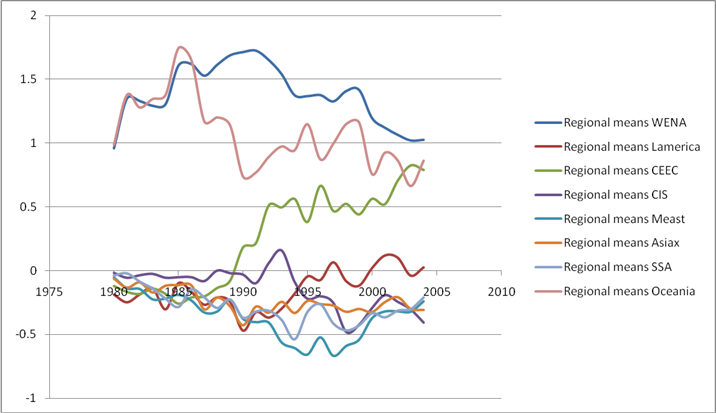 2
1.5
1
0.5
0
-0.5
-1
1975 1980 1985 1990 1995 2000 2005 2010
Regional means WENA
Regional means Lamerica
Regional means CEEC
Regional means CIS
Regional means Meast
Regional means Asiax
Regional means SSA
Regional means Oceania